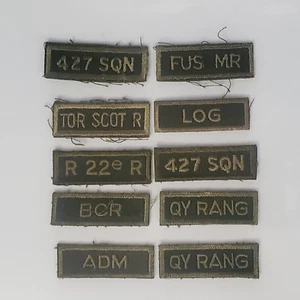 427 SQN
FUS MR
TOR SCOT R
LOG
R 22e R
427 SQN
BCR
QY RANG
ADM
QY RANG